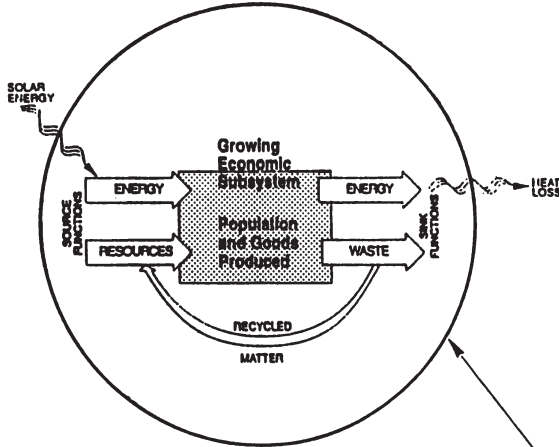 SOLAR
ENERGY
Growing
Economic
Subsystem
ENERGY
ENERGY
HEAT
LOSS
SOURCE
FUNCTIONS
SINK
FUNCTIONS
Population
and Goods
Produced
RESOURCES
WASTE
RECYCLED
MATTER